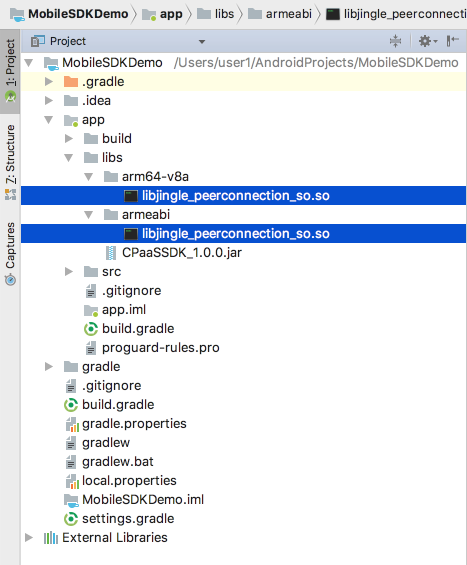 MobileSDKDemo app libs armeabi libjingle_peerconnecti
Project
1: Project
Z: Structure
Captures
MobileSDKDemo /Users/user1/AndroidProjects/MobileSDKDemo
.gradle
.idea
app
build
libs
arm64-v8a
libjingle_peerconnection_so.so
armeabi
libjingle_peerconnection_so.so
CPaaSSDK_1.0.0.jar
src
.gitignore
app.iml
build.gradle
proguard-rules.pro
gradle
.gitignore
build.gradle
gradle.properties
gradlew
gradlew.bat
local.properties
MobileSDKDemo.iml
settings.gradle
External Libraries